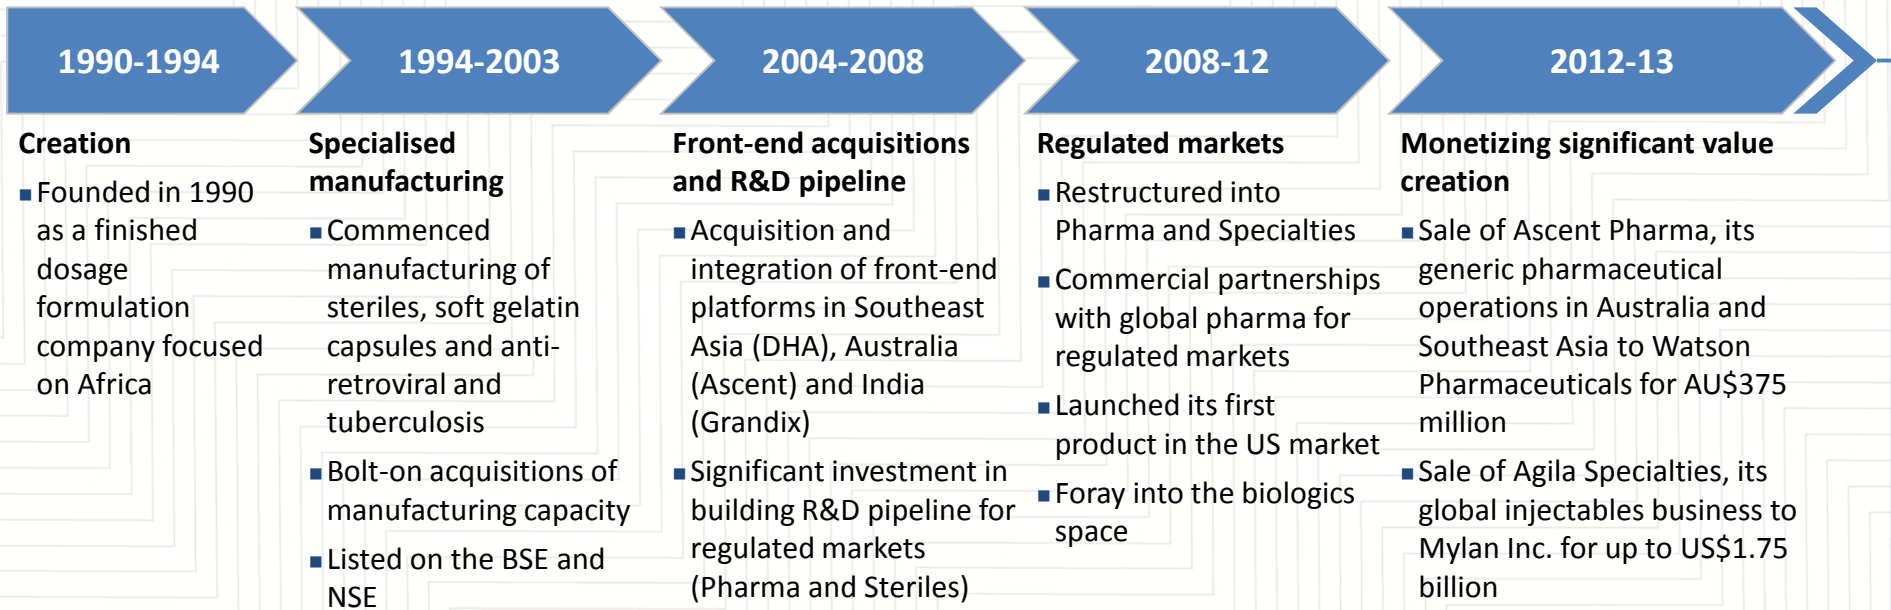 1990-1994
1994-2003
2004-2008
2008-12
2012-13
Creation
▪Founded in 1990
as a finished
dosage
formulation
company focused
on Africa
Specialised
manufacturing
▪Commenced
manufacturing of
steriles, soft gelatin
capsules and anti-
retroviral and
tuberculosis
▪Bolt-on acquisitions of
manufacturing capacity
▪Listed on the BSE and
NSE
Front-end acquisitions
and R&D pipeline
▪Acquisition and
integration of front-end
platforms in Southeast
Asia (DHA), Australia
(Ascent) and India
(Grandix)
▪Significant investment in
building R&D pipeline for
regulated markets
(Pharma and Steriles)
Regulated markets
▪Restructured into
Pharma and Specialties
▪Commercial partnerships
with global pharma for
regulated markets
▪Launched its first
product in the US market
▪Foray into the biologics
space
Monetizing significant value
creation
▪Sale of Ascent Pharma, its
generic pharmaceutical
operations in Australia and
Southeast Asia to Watson
Pharmaceuticals for AU$375
million
▪Sale of Agila Specialties, its
global injectables business to
Mylan Inc. for up to US$1.75
billion